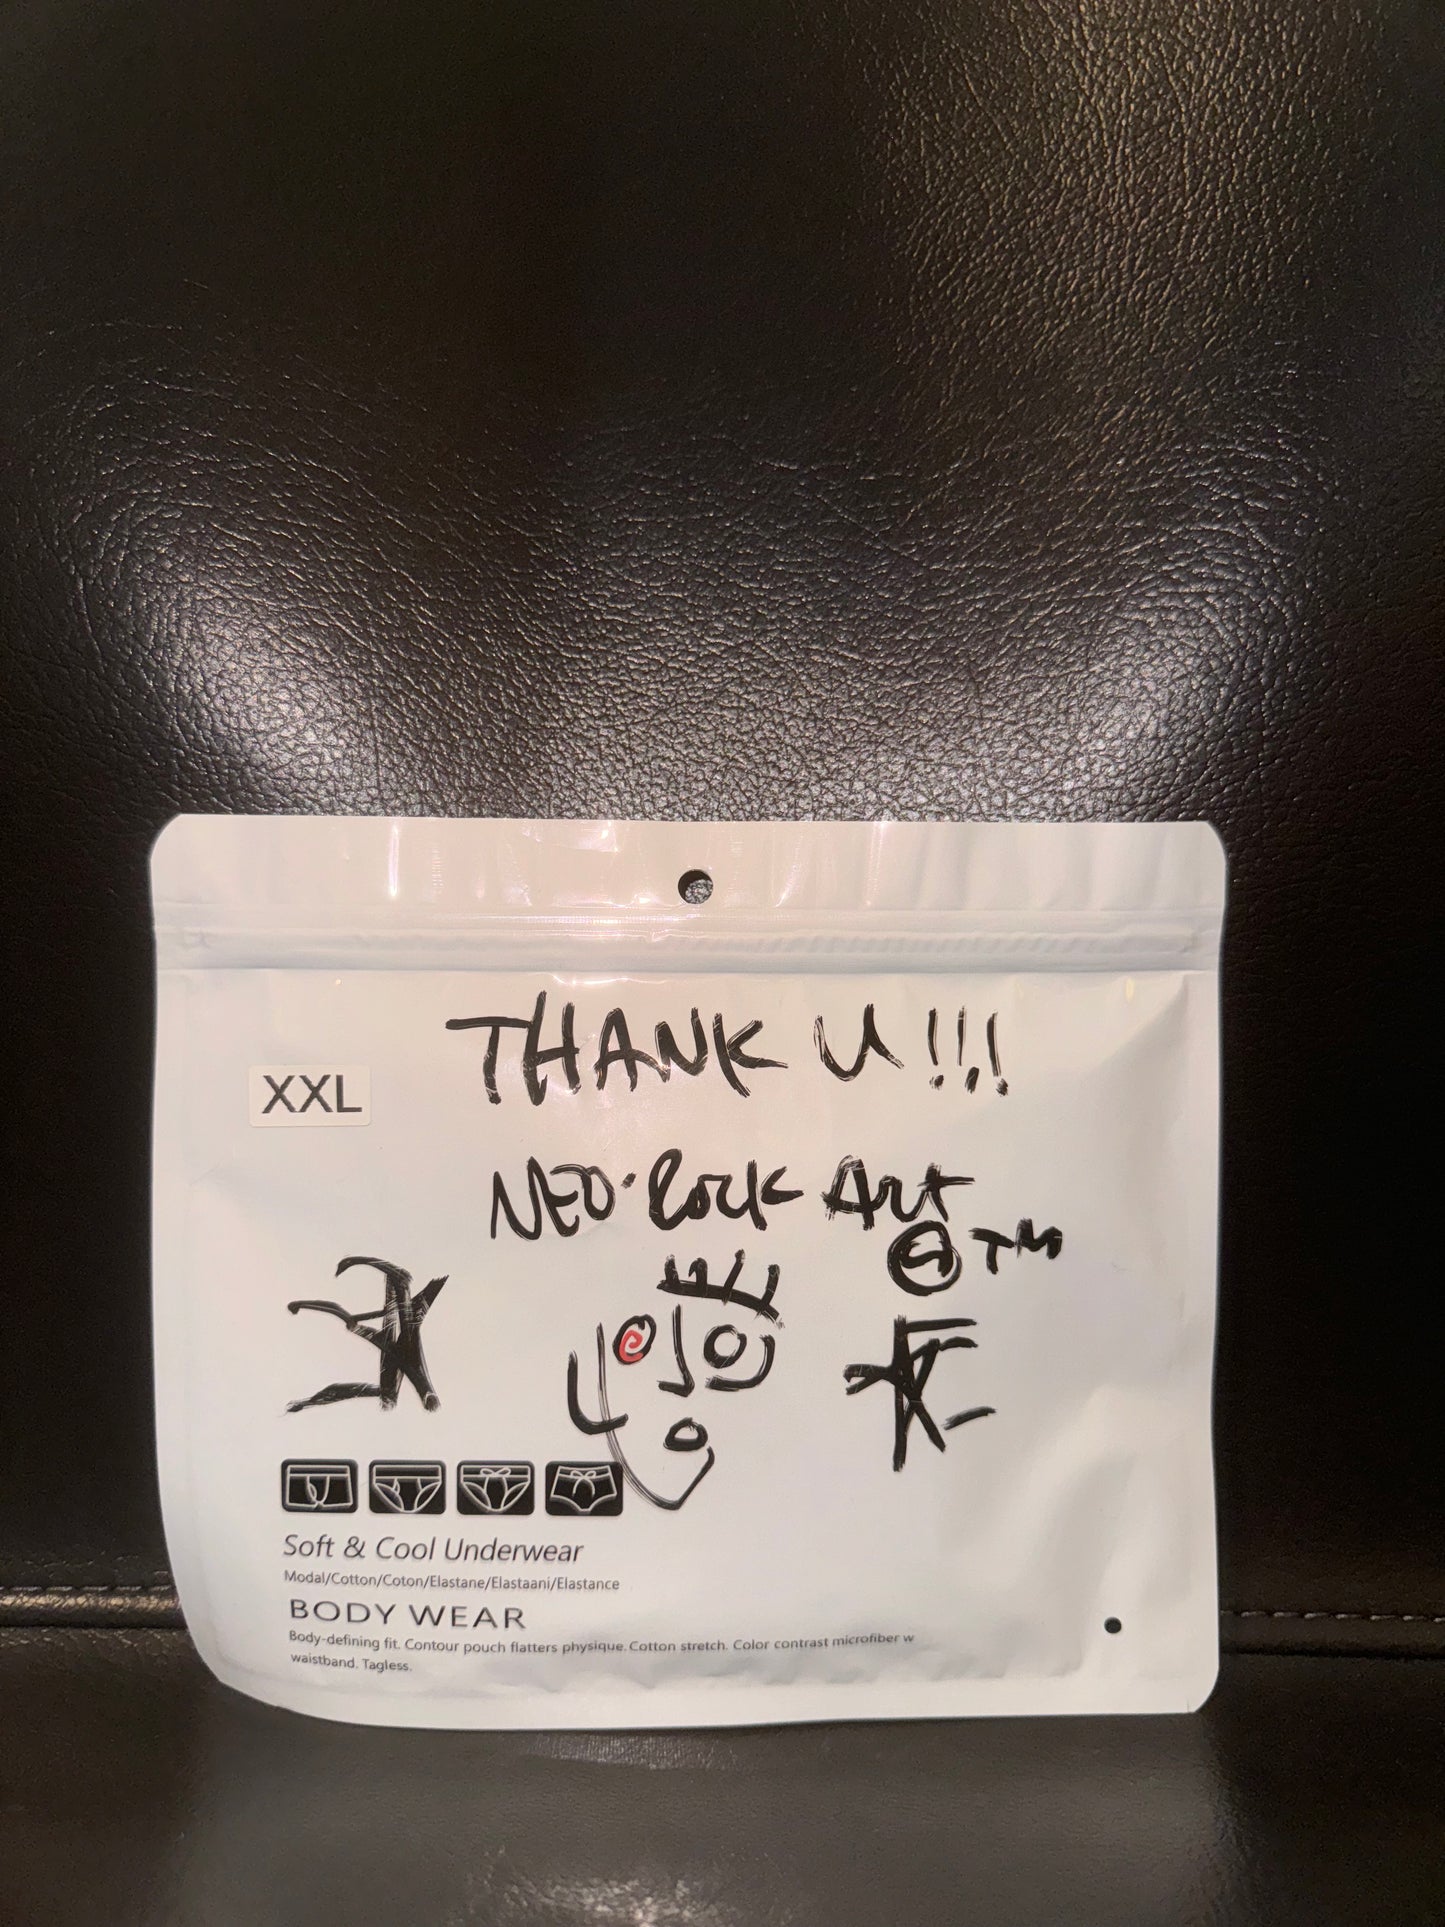 THANK U!!!
XXL
NEO·Rock Art
TM
Soft & Cool Underwear
Modal/Cotton/Coton/Elastane/Elastaani/Elastance
BODY WEAR
Body-defining fit. Contour pouch flatters physique. Cotton stretch. Color contrast microfiber w
waistband. Tagless.